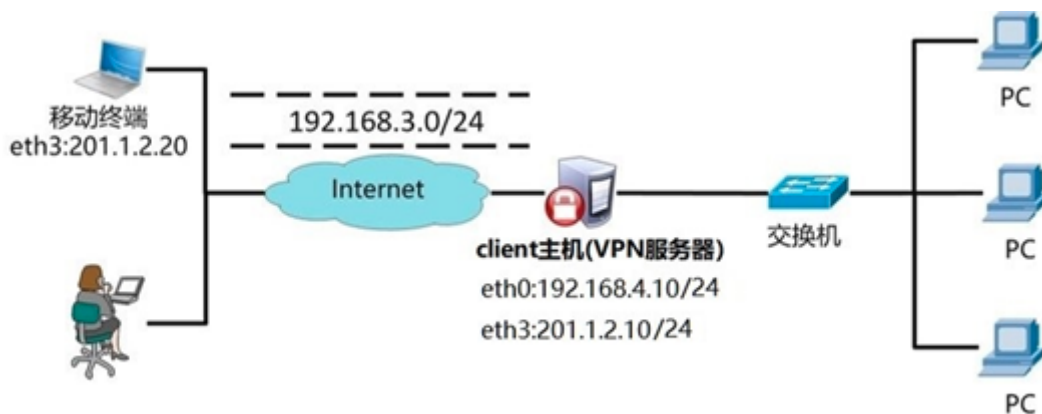 移动终端
eth3:201.1.2.20
192.168.3.0/24
Internet
client主机(VPN服务器)
eth0:192.168.4.10/24
eth3:201.1.2.10/24
交换机
PC
PC
PC